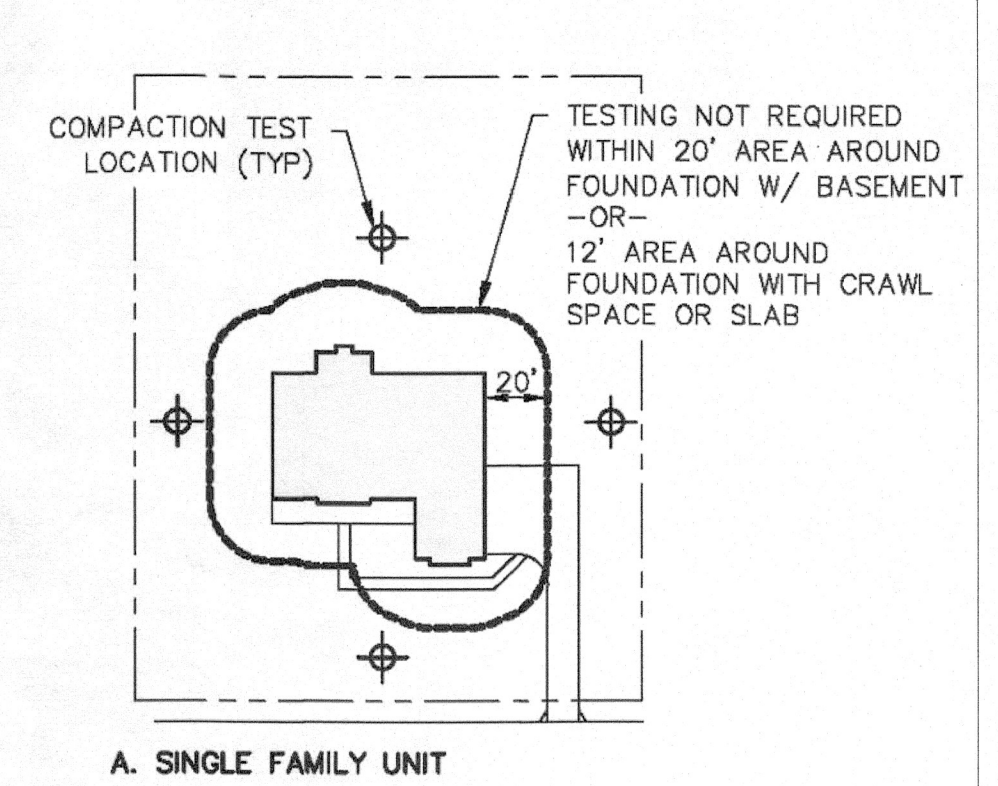 COMPACTION TEST
LOCATION (TYP)
TESTING NOT REQUIRED
WITHIN 20' AREA AROUND
FOUNDATION W/ BASEMENT
-OR-
12' AREA AROUND
FOUNDATION WITH CRAWL
SPACE OR SLAB
20'
A. SINGLE FAMILY UNIT